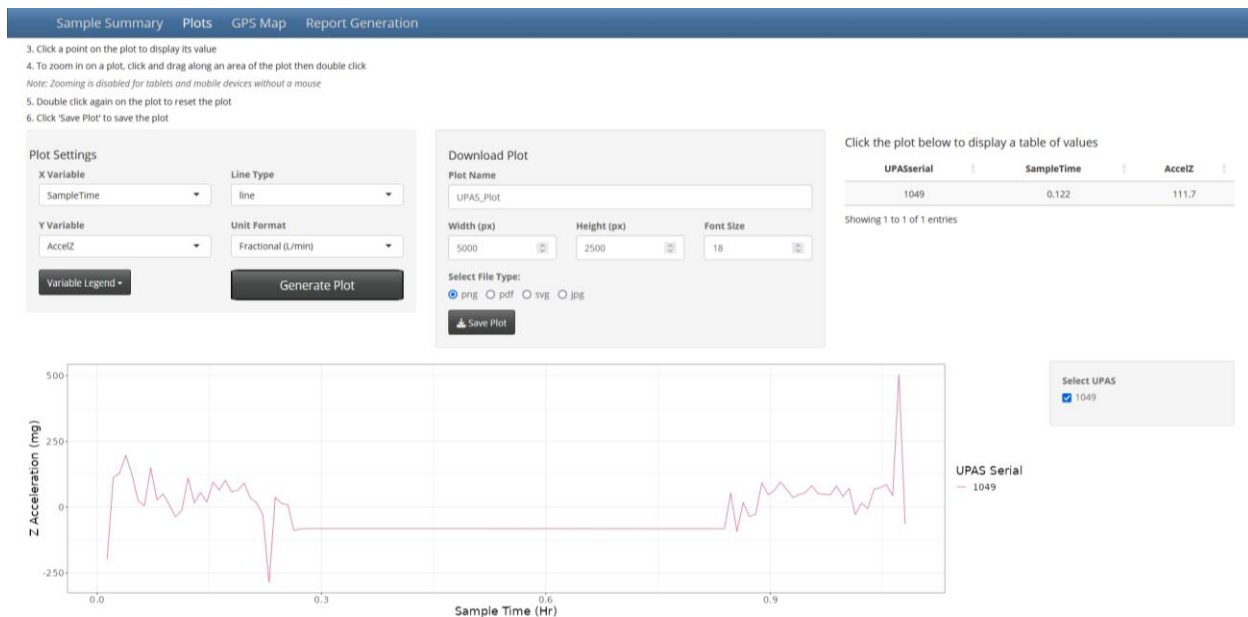 Sample Summary Plots GPS Map Report Generation
3. Click a point on the plot to display its value
4. To zoom in on a plot, click and drag along an area of the plot then double click
Note: Zooming is disabled for tablets and mobile devices without a mouse
5. Double click again on the plot to reset the plot
6. Click 'Save Plot' to save the plot
Plot Settings
X Variable Line Type
SampleTime line
Y Variable Unit Format
AccelZ Fractional (L/min)
Variable Legend Generate Plot
Download Plot
Plot Name
UPAS_Plot
Width (px) Height (px) Font Size
5000 2500 18
Select File Type:
png pdf svg jpg
Save Plot
Click the plot below to display a table of values
UPASserial SampleTime AccelZ
1049 0.122 111.7
Showing 1 to 1 of 1 entries
Z Acceleration (mg)
500
250
0
-250
0.0 0.3 0.6 0.9
Sample Time (Hr)
UPAS Serial
1049
Select UPAS
1049